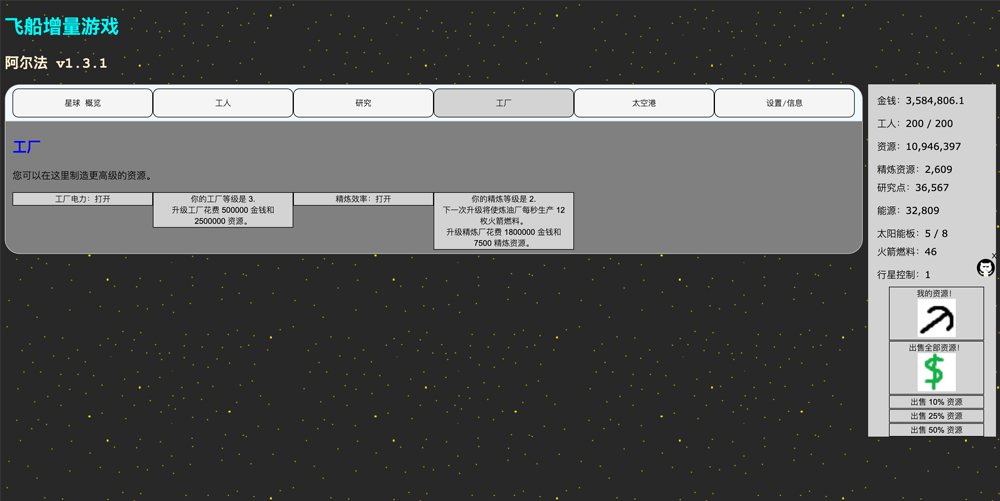 飞船增量游戏
阿尔法 v1.3.1
星球 概览
工人
研究
工厂
太空港
设置/信息
工厂
您可以在这里制造更高级的资源。
工厂电力：打开
你的工厂等级是 3.
升级工厂花费 500000 金钱和
2500000 资源。
精炼效率：打开
你的精炼等级是 2.
下一次升级将使炼油厂每秒生产 12
枚火箭燃料。
升级精炼厂花费 1800000 金钱和
7500 精炼资源。
金钱：3,584,806.1
工人：200 / 200
资源：10,946,397
精炼资源：2,609
研究点：36,567
能源：32,809
太阳能板：5 / 8
火箭燃料：46
行星控制：1
x
我的资源！
出售全部资源！
$
出售 10% 资源
出售 25% 资源
出售 50% 资源